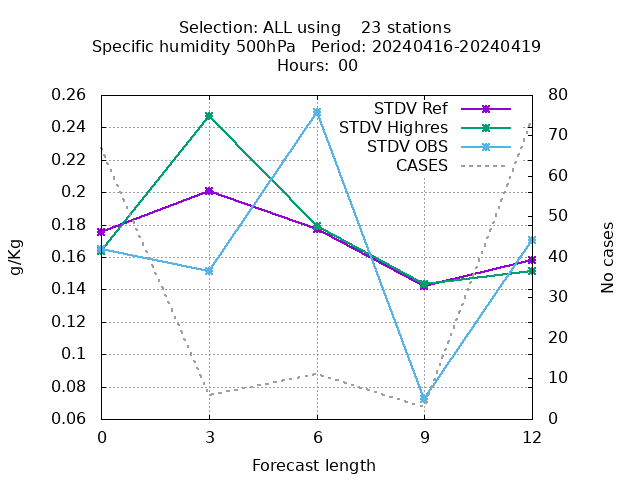 Selection: ALL using    23 stations
Specific humidity 500hPa   Period: 20240416-20240419
Hours: 00
STDV Ref
STDV Highres
STDV OBS
CASES
0.26
0.24
0.22
0.2
0.18
0.16
0.14
0.12
0.1
0.08
0.06
80
70
60
50
40
30
20
10
0
g/Kg
No cases
0 3 6 9 12
Forecast length